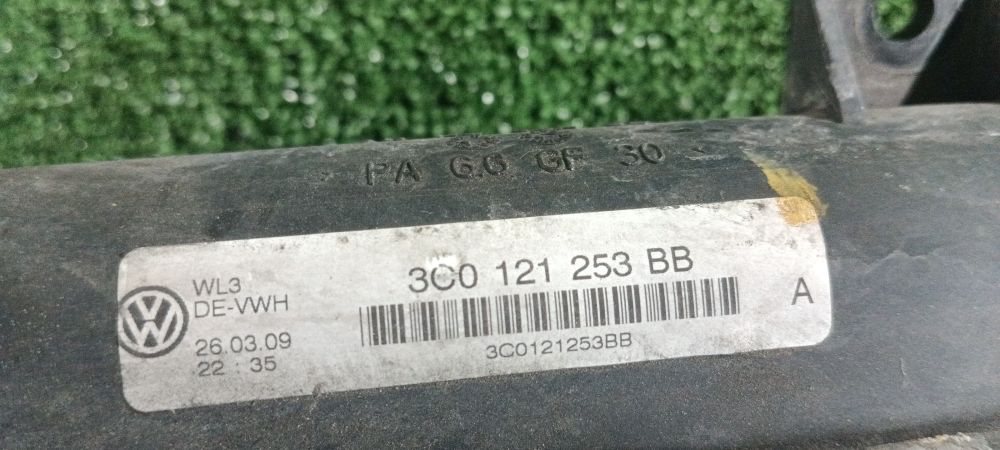 PA 6.6 GF 30
WL3
DE-VWH
26.03.09
22 : 35
3C0 121 253 BB
3C0121253BB
A